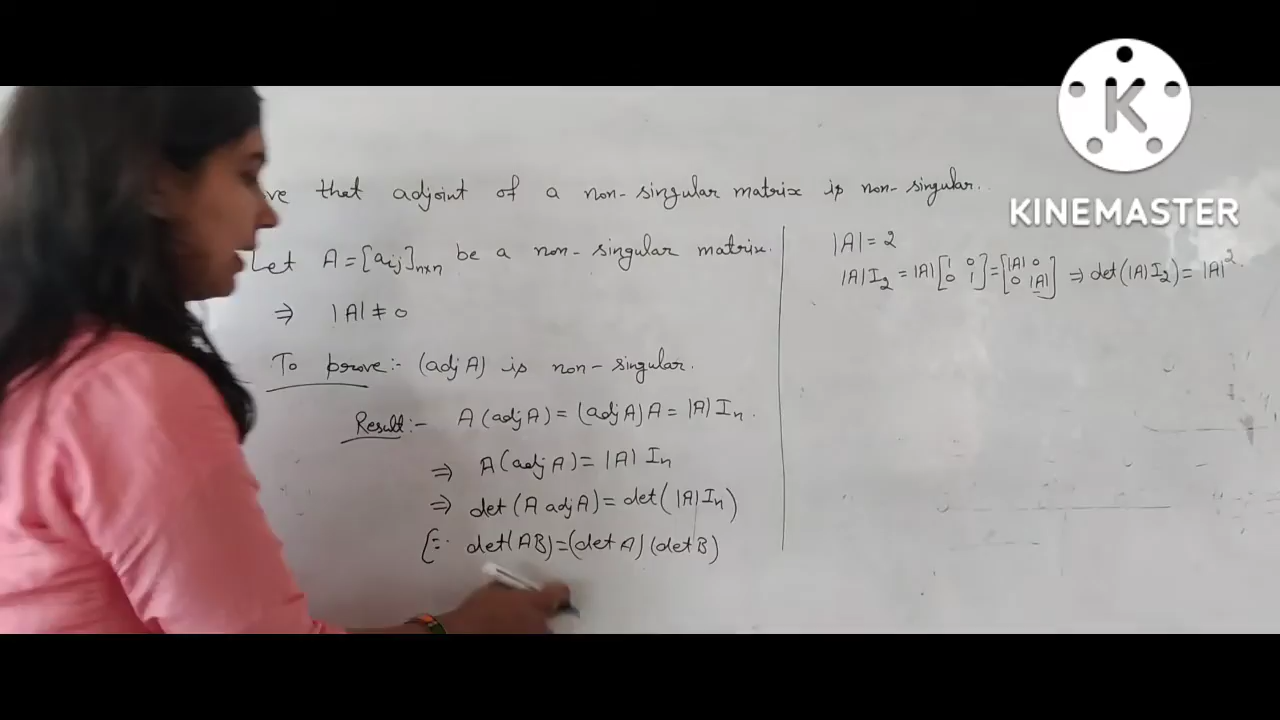 that adjoint of a non-singular matrix is non-singular.
Let A = [aij]n×n be a non-singular matrix.
⇒ |A| ≠ 0
To prove:- (adj A) is non-singular.
Result:- A (adj A) = (adj A) A = |A| In.
⇒ A (adj A) = |A| In
⇒ det (A adj A) = det (|A| In)
[∵ det(AB) = (det A) (det B)
|A| = 2
|A| I2 = |A| [1 0 0 1] = [|A| 0 0 |A|] ⇒ det (|A| I2) = |A|².
KINEMASTER